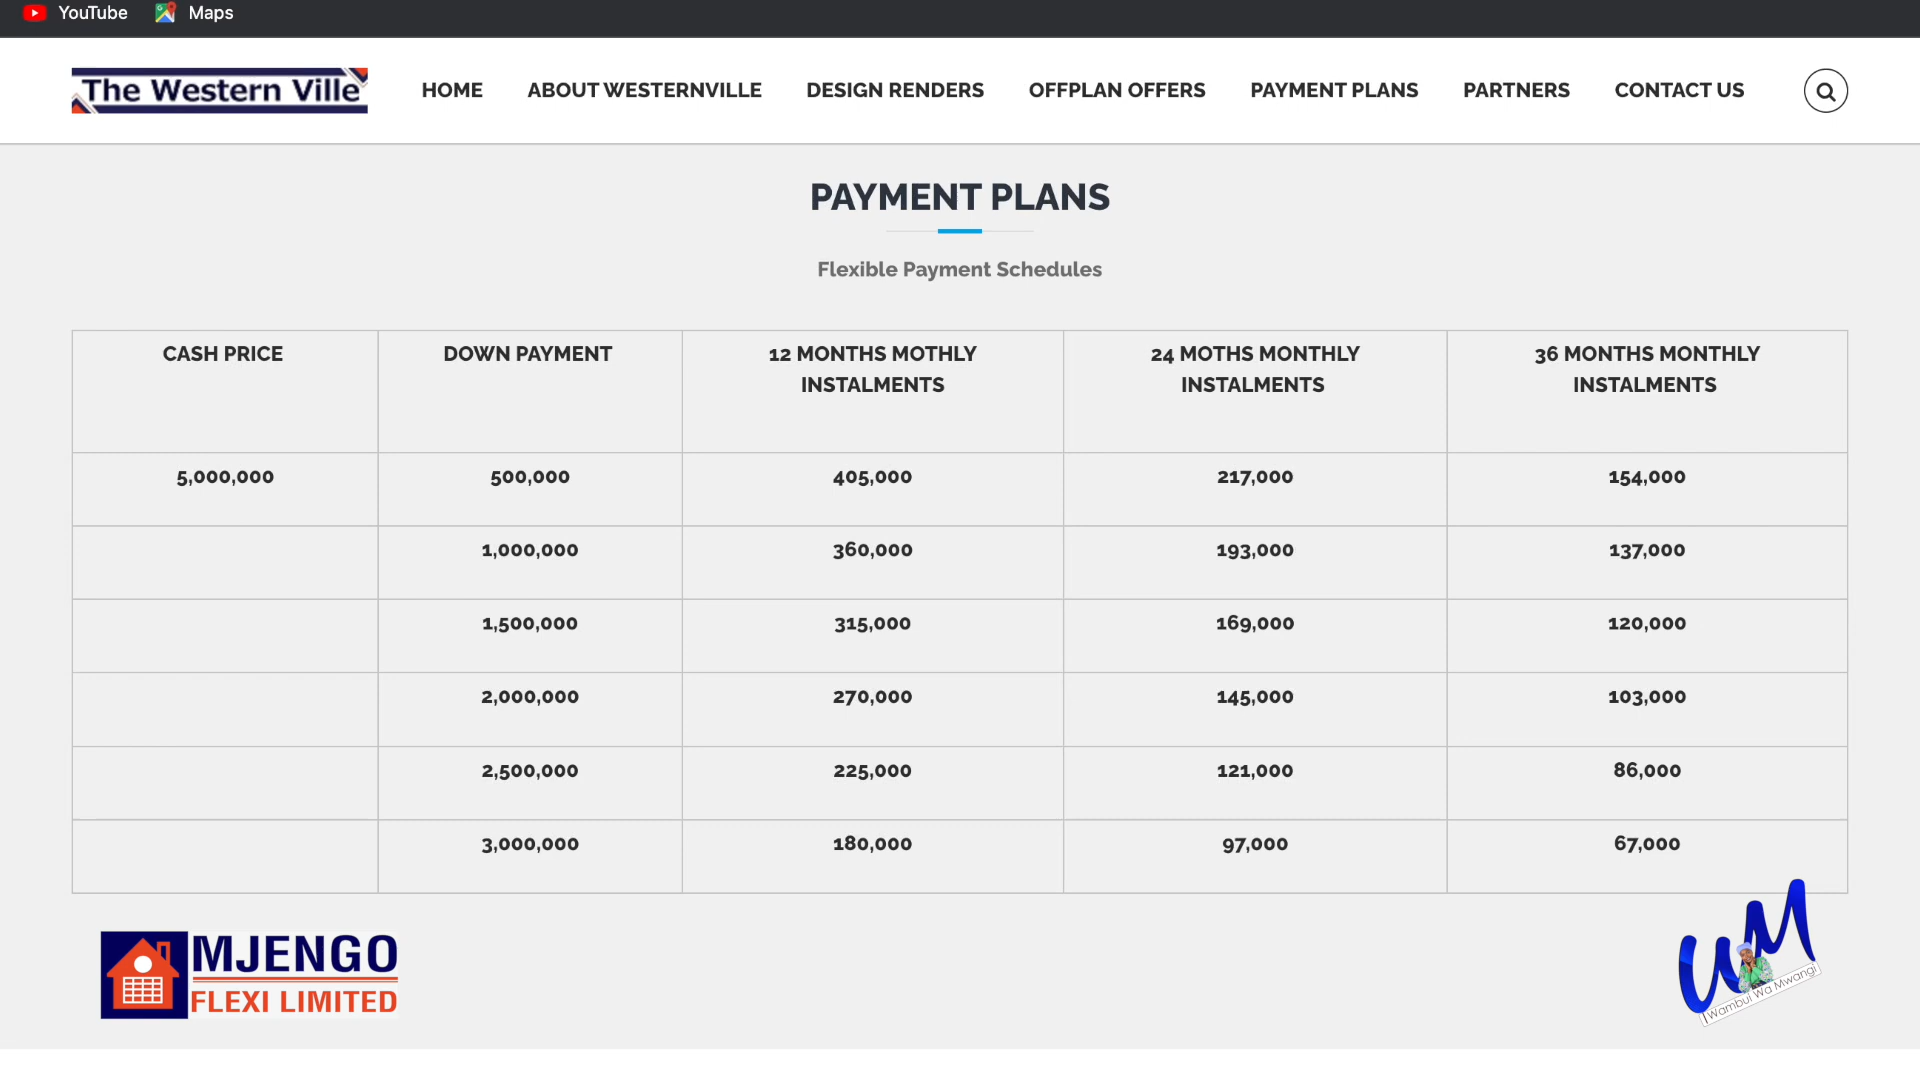 YouTube Maps
The Western Ville HOME ABOUT WESTERNVILLE DESIGN RENDERS OFFPLAN OFFERS PAYMENT PLANS PARTNERS CONTACT US
PAYMENT PLANS
Flexible Payment Schedules
CASH PRICE DOWN PAYMENT 12 MONTHS MOTHLY INSTALMENTS 24 MOTHS MONTHLY INSTALMENTS 36 MONTHS MONTHLY INSTALMENTS
5,000,000 500,000 405,000 217,000 154,000
1,000,000 360,000 193,000 137,000
1,500,000 315,000 169,000 120,000
2,000,000 270,000 145,000 103,000
2,500,000 225,000 121,000 86,000
3,000,000 180,000 97,000 67,000
MJENGO
FLEXI LIMITED
WM
Wambui Wa Mwangi